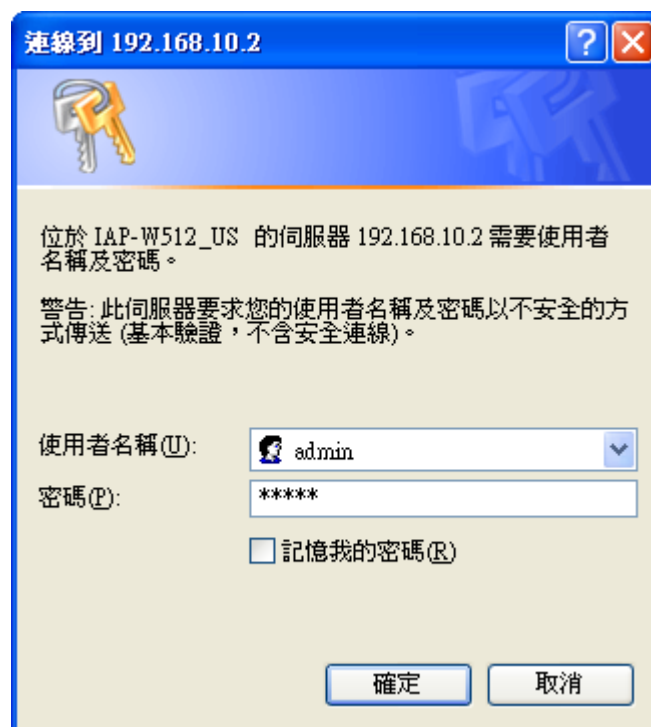 連線到 192.168.10.2
位於 IAP-W512_US 的伺服器 192.168.10.2 需要使用者
名稱及密碼。
警告: 此伺服器要求您的使用者名稱及密碼以不安全的方
式傳送 (基本驗證，不含安全連線)。
使用者名稱(U): admin
密碼(P): *****
記憶我的密碼(R)
確定 取消